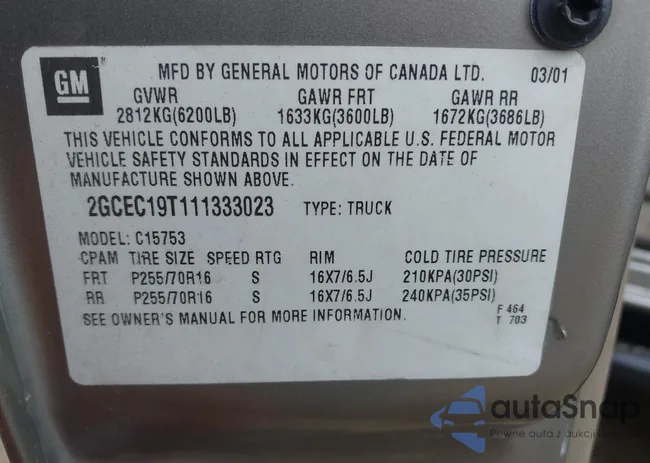 GM
MFD BY GENERAL MOTORS OF CANADA LTD. 03/01
GVWR GAWR FRT GAWR RR
2812KG(6200LB) 1633KG(3600LB) 1672KG(3686LB)
THIS VEHICLE CONFORMS TO ALL APPLICABLE U.S. FEDERAL MOTOR
VEHICLE SAFETY STANDARDS IN EFFECT ON THE DATE OF
MANUFACTURE SHOWN ABOVE.
2GCEC19T111333023 TYPE: TRUCK
MODEL: C15753
CPAM TIRE SIZE SPEED RTG RIM COLD TIRE PRESSURE
FRT P255/70R16 S 16X7/6.5J 210KPA(30PSI)
RR P255/70R16 S 16X7/6.5J 240KPA(35PSI)
SEE OWNER'S MANUAL FOR MORE INFORMATION.
F 464
T 703
autaSnap
Pewne auta z aukcji